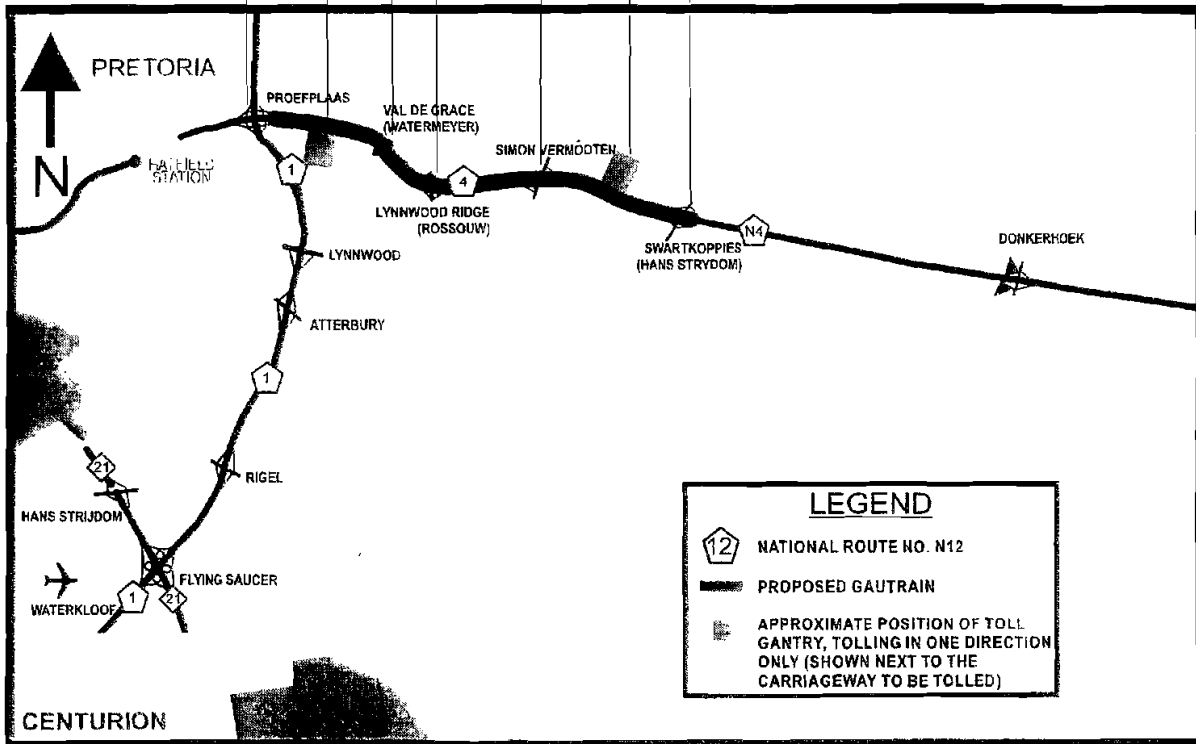 PRETORIA
N
PROEFPLAAS
VAL DE GRACE
(WATERMEYER)
SIMON VERMOOTEN
HATFIELD
STATION
1
4
LYNNWOOD RIDGE
(ROSSOUW)
SWARTKOPPIES
(HANS STRYDOM)
N4
DONKERHOEK
LYNNWOOD
ATTERBURY
1
RIGEL
21
HANS STRIJDOM
FLYING SAUCER
WATERKLOOF
1
21
CENTURION
LEGEND
12 NATIONAL ROUTE NO. N12
PROPOSED GAUTRAIN
APPROXIMATE POSITION OF TOLL
GANTRY, TOLLING IN ONE DIRECTION
ONLY (SHOWN NEXT TO THE
CARRIAGEWAY TO BE TOLLED)